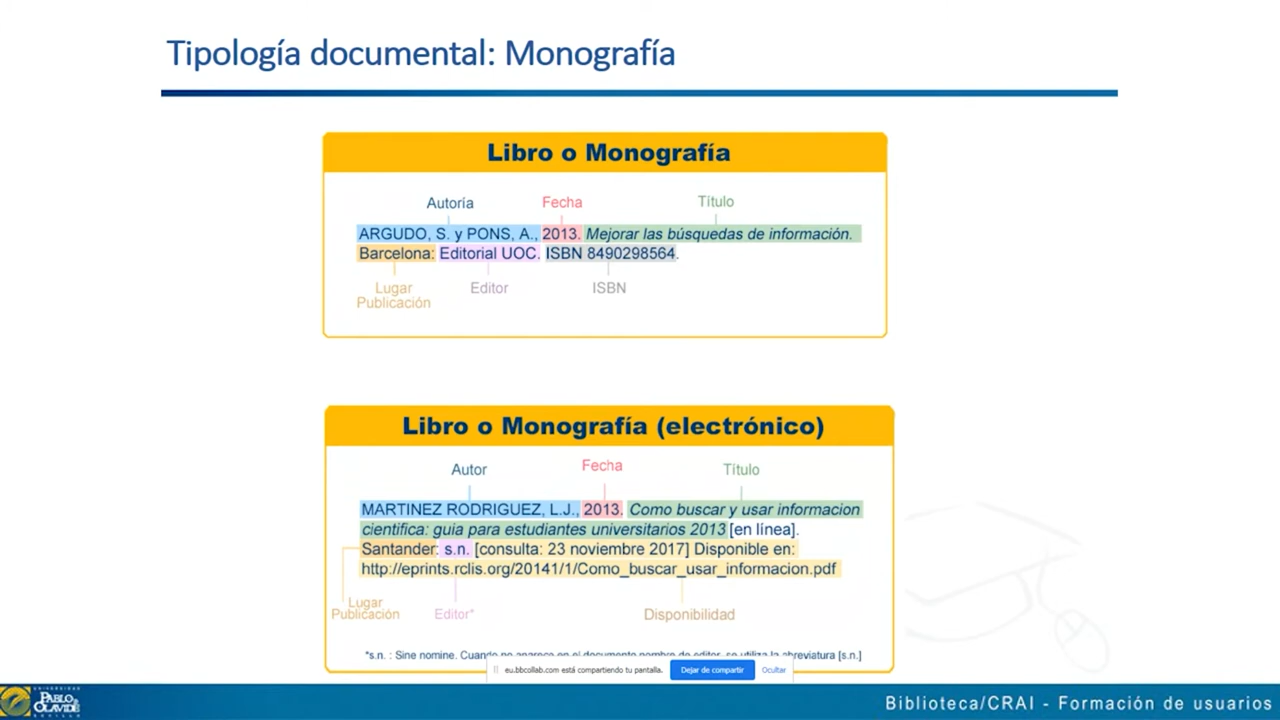 Tipología documental: Monografía
Libro o Monografía
Autoría Fecha Título
ARGUDO, S. y PONS, A., 2013. Mejorar las búsquedas de información.
Barcelona: Editorial UOC. ISBN 8490298564.
Lugar Publicación Editor ISBN
Libro o Monografía (electrónico)
Autor Fecha Título
MARTINEZ RODRIGUEZ, L.J., 2013. Como buscar y usar informacion
cientifica: guia para estudiantes universitarios 2013 [en línea].
Santander: s.n. [consulta: 23 noviembre 2017] Disponible en:
http://eprints.rclis.org/20141/1/Como_buscar_usar_informacion.pdf
Lugar Publicación Editor* Disponibilidad
*s.n. : Sine nomine. Cuando no aparece en el documento nombre de editor, se utiliza la abreviatura [s.n.]
eu.bbcollab.com está compartiendo tu pantalla. Dejar de compartir Ocultar
UNIVERSIDAD
PABLO DE
OLAVIDE
SEVILLA
Biblioteca/CRAI - Formación de usuarios